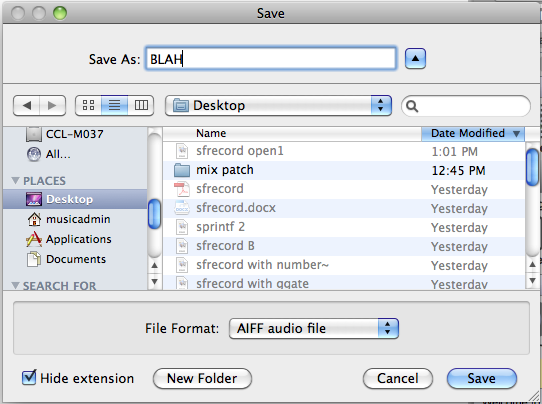 Save
Save As: BLAH
Desktop
CCL-M037
All...
PLACES
Desktop
musicadmin
Applications
Documents
SEARCH FOR
Name Date Modified
sfrecord open1 1:01 PM
mix patch 12:45 PM
sfrecord Yesterday
sfrecord.docx Yesterday
sprintf 2 Yesterday
sfrecord B Yesterday
sfrecord with number~ Yesterday
sfrecord with ggate Yesterday
File Format: AIFF audio file
Hide extension New Folder Cancel Save